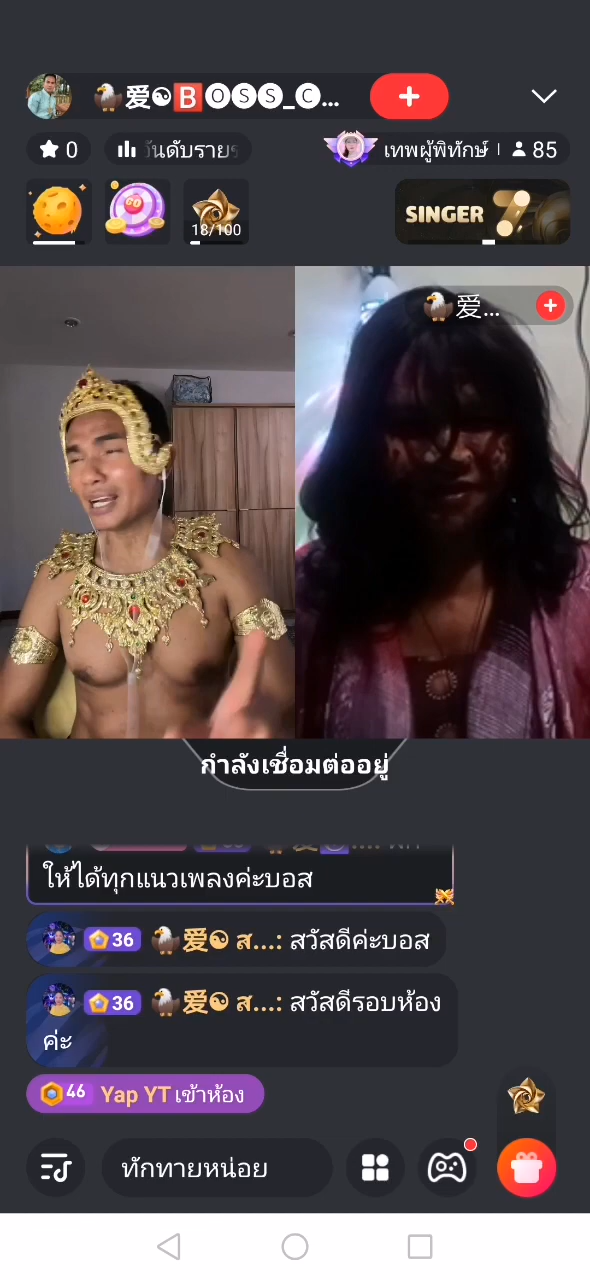 🦅爱☯🅱🅞🅢🅢_🅒...
0
เทพผู้พิทักษ์ | 85
GO
18/100
SINGER 7
🦅爱...
กำลังเชื่อมต่ออยู่
ให้ได้ทุกแนวเพลงค่ะบอส
36 🦅爱☯ ส...: สวัสดีค่ะบอส
36 🦅爱☯ ส...: สวัสดีรอบห้อง
ค่ะ
46 Yap YT เข้าห้อง
ทักทายหน่อย